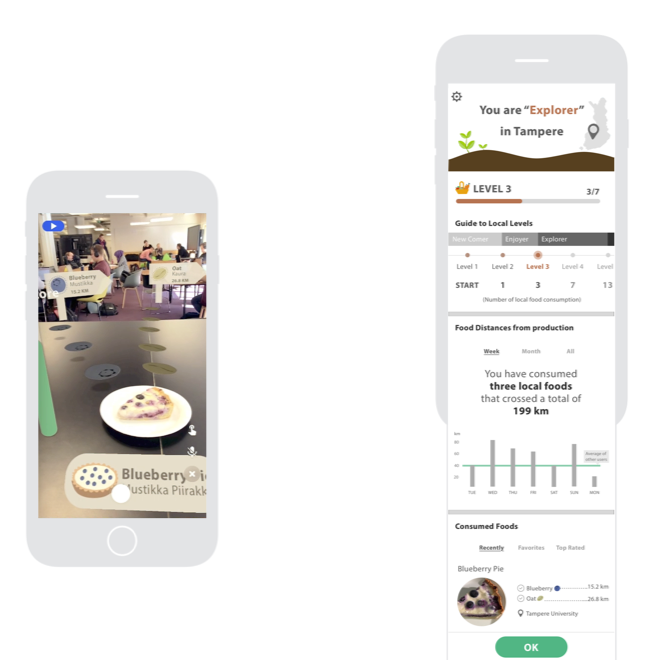 Blueberry
Mustikka
15.2 KM
Oat
Kaura
26.8 KM
Blueberry Pie
Mustikka Piirakk
You are “Explorer”
in Tampere
LEVEL 3
3/7
Guide to Local Levels
New Comer Enjoyer Explorer
Level 1 Level 2 Level 3 Level 4 Level
START 1 3 7 13
(Number of local food consumption)
Food Distances from production
Week Month All
You have consumed
three local foods
that crossed a total of
199 km
km
80
60
40
20
Average of
other users
TUE WED THU FRI SAT SUN MON
Consumed Foods
Recently Favorites Top Rated
Blueberry Pie
Blueberry 15.2 km
Oat 26.8 km
Tampere University
OK